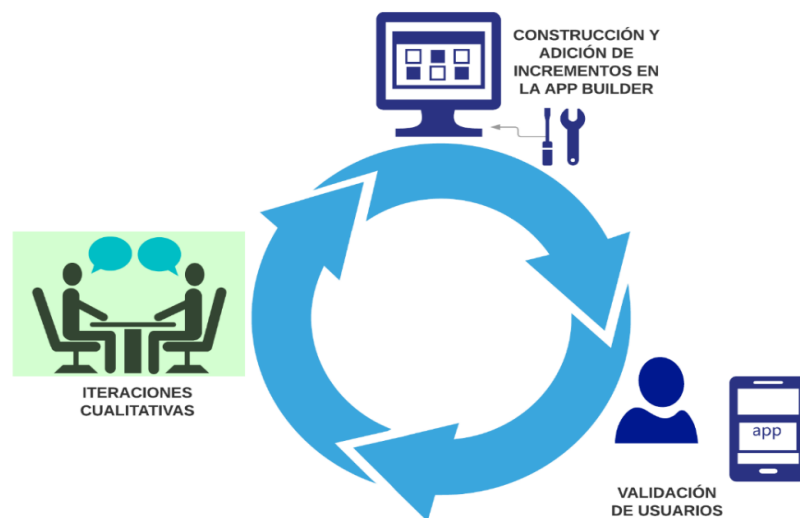 CONSTRUCCIÓN Y
ADICIÓN DE
INCREMENTOS EN
LA APP BUILDER
ITERACIONES
CUALITATIVAS
app
VALIDACIÓN
DE USUARIOS